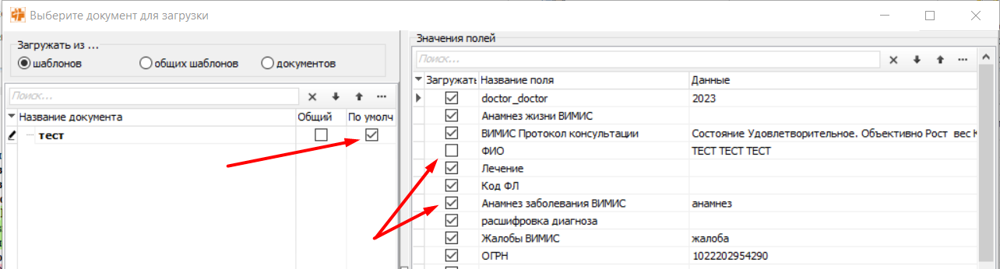 Выберите документ для загрузки
Загружать из ...
шаблонов общих шаблонов документов
Поиск...
Название документа Общий По умолч
тест
Значения полей
Поиск...
Загружать Название поля Данные
doctor_doctor 2023
Анамнез жизни ВИМИС
ВИМИС Протокол консультации Состояние Удовлетворительное. Объективно Рост вес К
ФИО ТЕСТ ТЕСТ ТЕСТ
Лечение
Код ФЛ
Анамнез заболевания ВИМИС анамнез
расшифровка диагноза
Жалобы ВИМИС жалоба
ОГРН 1022202954290